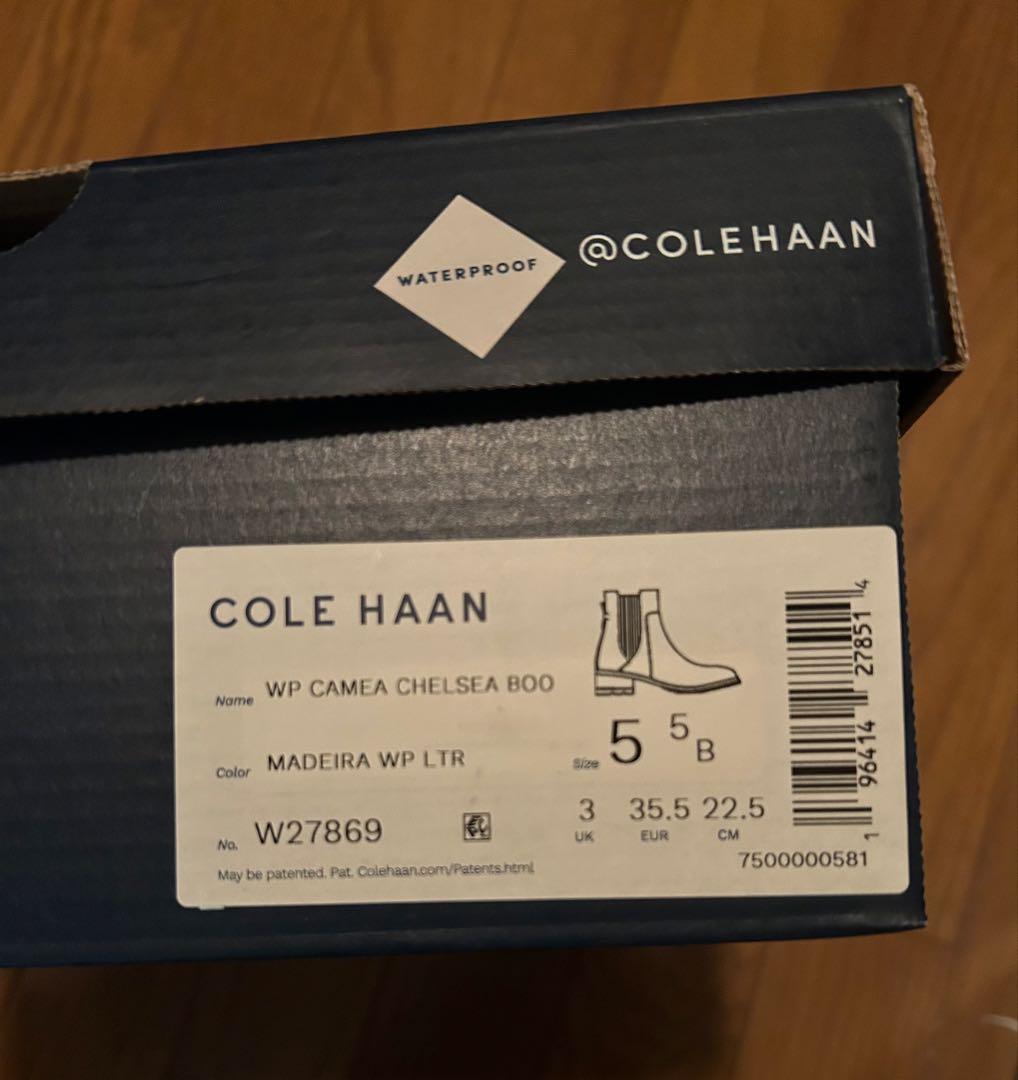 WATERPROOF
@COLEHAAN
COLE HAAN
Name WP CAMEA CHELSEA BOO
Color MADEIRA WP LTR
Size 5 5 B
No. W27869
3 35.5 22.5
UK EUR CM
May be patented. Pat. Colehaan.com/Patents.html
1 96414 27851 4
7500000581